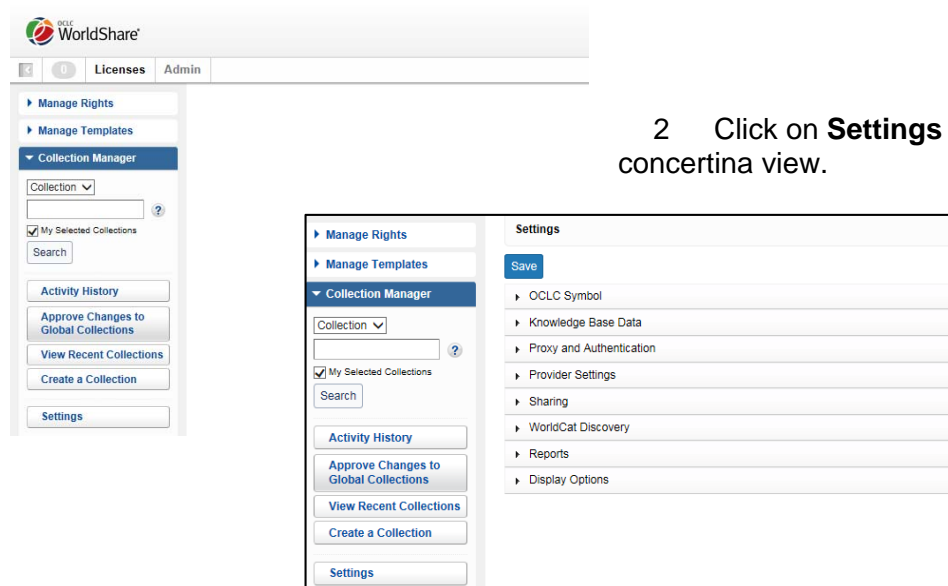 OCLC
WorldShare®
0 Licenses Admin
Manage Rights
Manage Templates
Collection Manager
Collection
?
My Selected Collections
Search
Activity History
Approve Changes to
Global Collections
View Recent Collections
Create a Collection
Settings
2 Click on Settings
concertina view.
Manage Rights
Manage Templates
Collection Manager
Collection
?
My Selected Collections
Search
Activity History
Approve Changes to
Global Collections
View Recent Collections
Create a Collection
Settings
Settings
Save
OCLC Symbol
Knowledge Base Data
Proxy and Authentication
Provider Settings
Sharing
WorldCat Discovery
Reports
Display Options